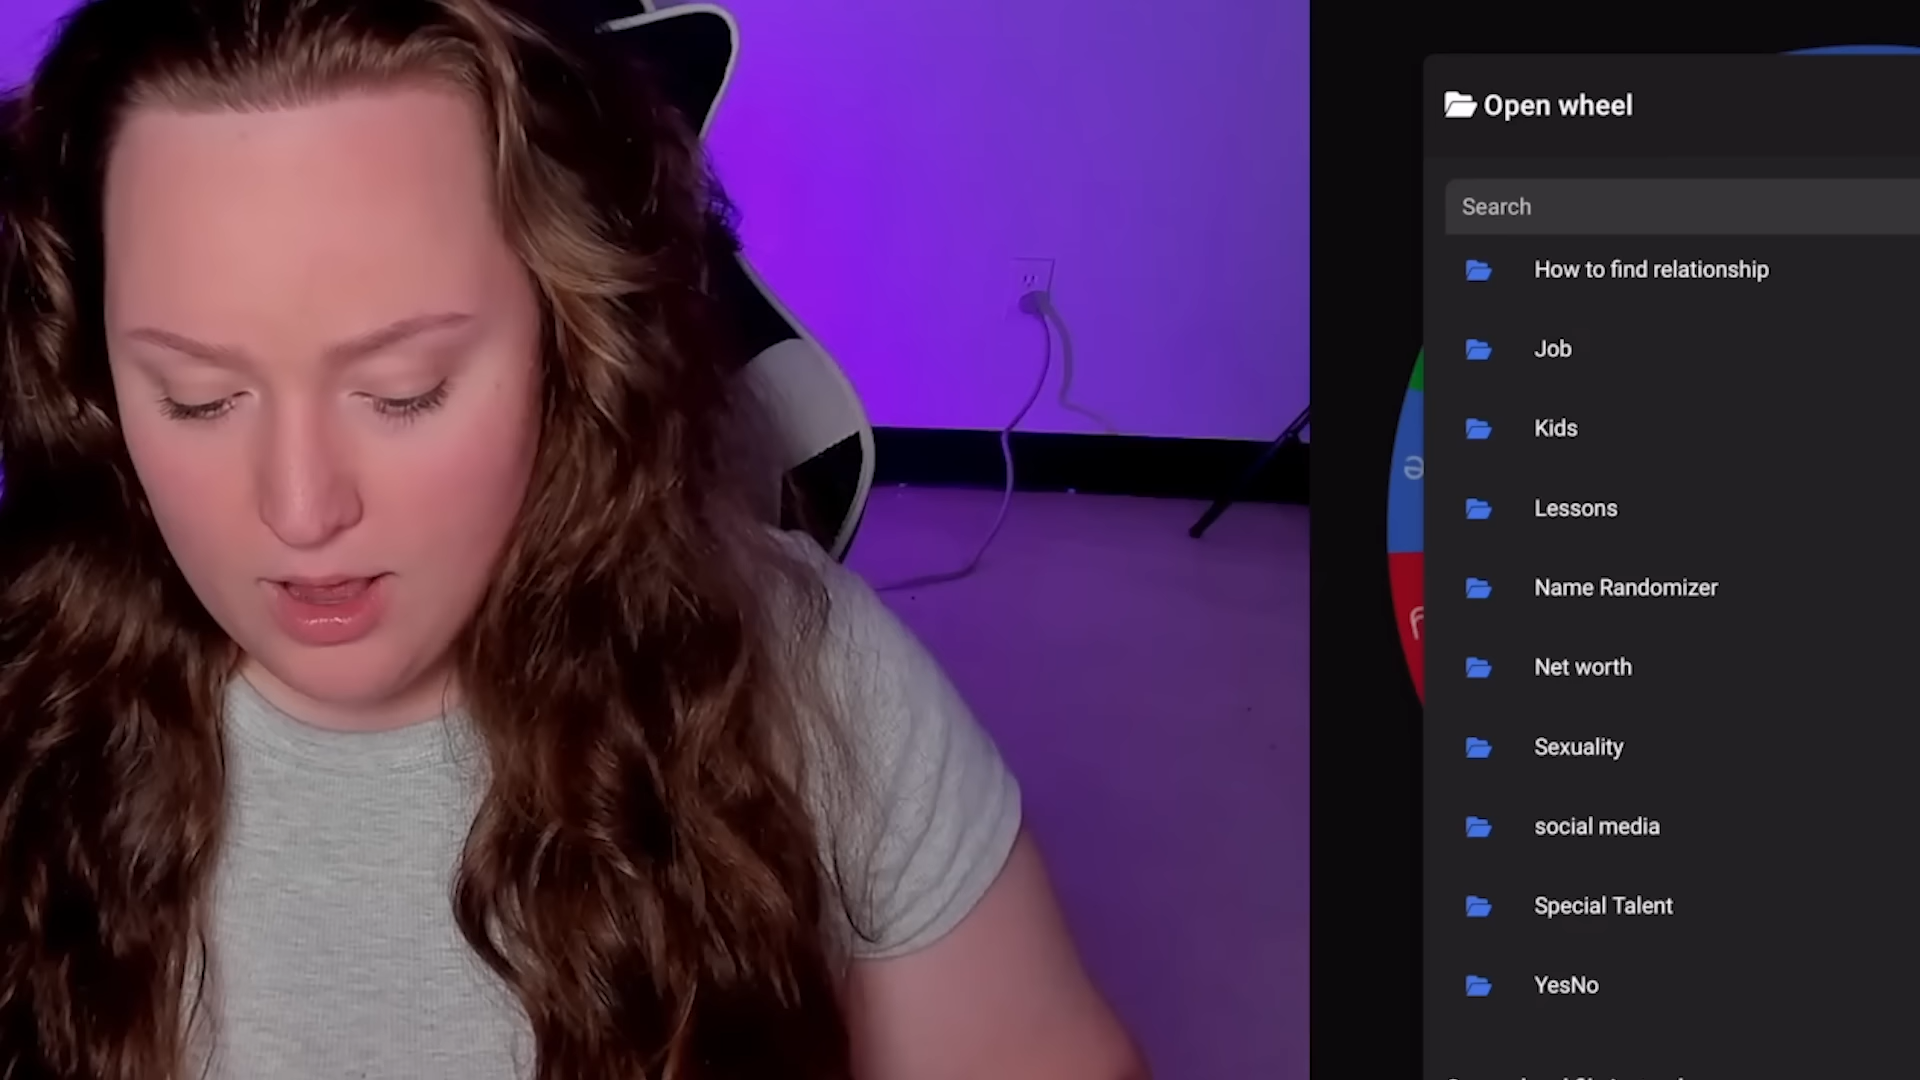 Open wheel
Search
How to find relationship
Job
Kids
Lessons
Name Randomizer
Net worth
Sexuality
social media
Special Talent
YesNo